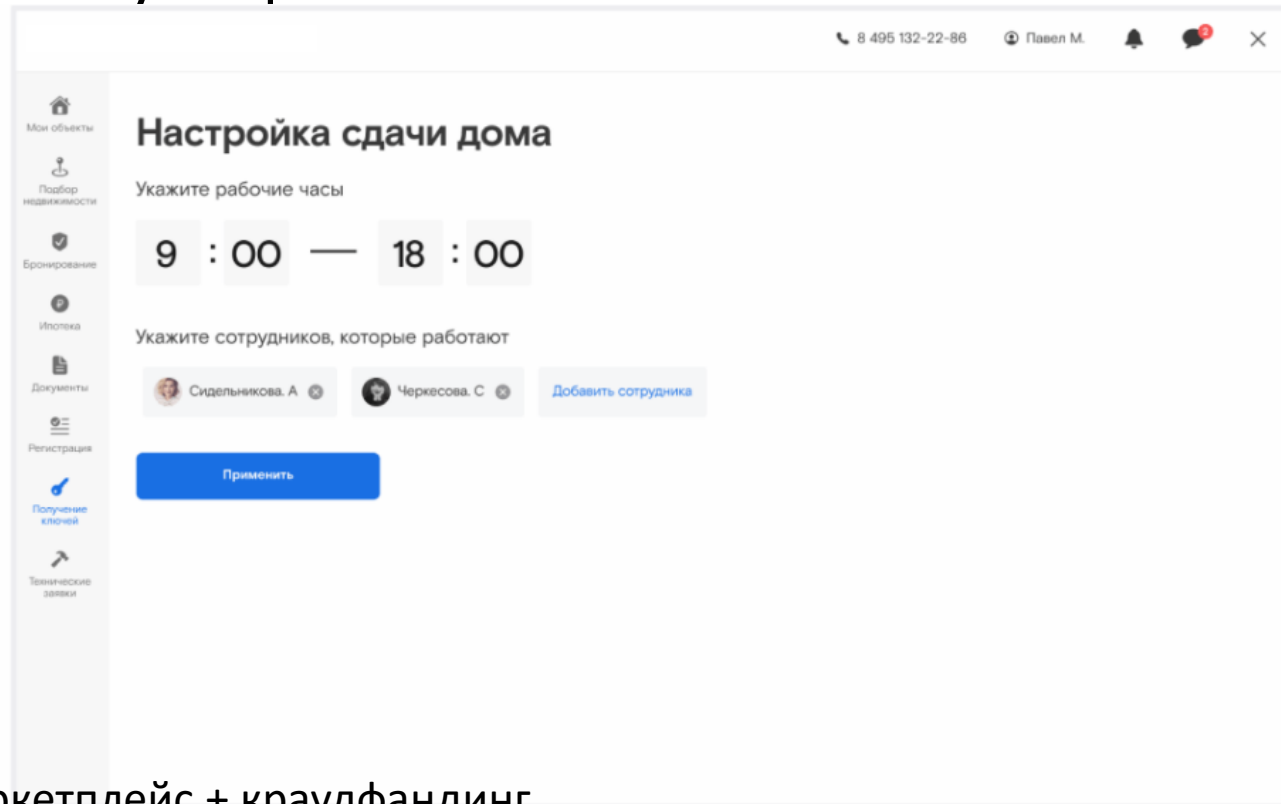 8 495 132-22-86 Павел М. 2
Мои объекты
Настройка сдачи дома
Подбор
недвижимости
Укажите рабочие часы
9 : 00 — 18 : 00
Бронирование
Ипотека
Укажите сотрудников, которые работают
Документы
Сидельникова. А Черкесова. С Добавить сотрудника
Регистрация
Применить
Получение
ключей
Технические
заявки
кетплейс + краудфандинг